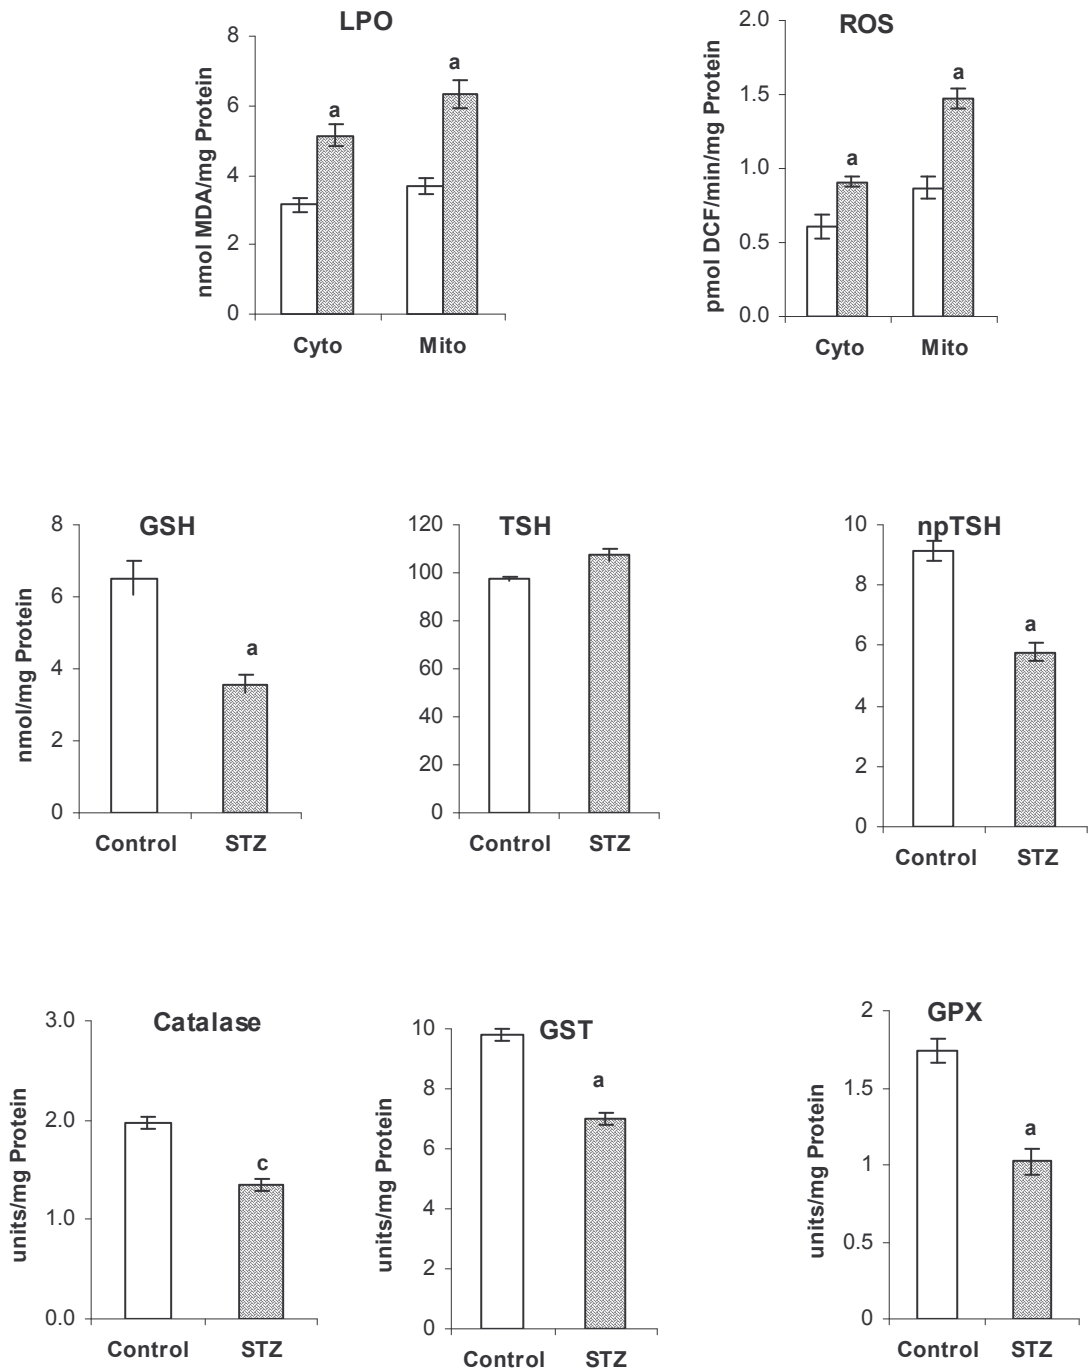 LPO
nmol MDA/mg Protein
8
6
4
2
0
a
a
Cyto Mito
ROS
pmol DCF/min/mg Protein
2.0
1.5
1.0
0.5
0.0
a
a
Cyto Mito
GSH
nmol/mg Protein
8
6
4
2
0
a
Control STZ
TSH
120
100
80
60
40
20
0
Control STZ
npTSH
10
8
6
4
2
0
a
Control STZ
Catalase
units/mg Protein
3.0
2.0
1.0
0.0
c
Control STZ
GST
units/mg Protein
10
8
6
4
2
0
a
Control STZ
GPX
units/mg Protein
2
1.5
1
0.5
0
a
Control STZ